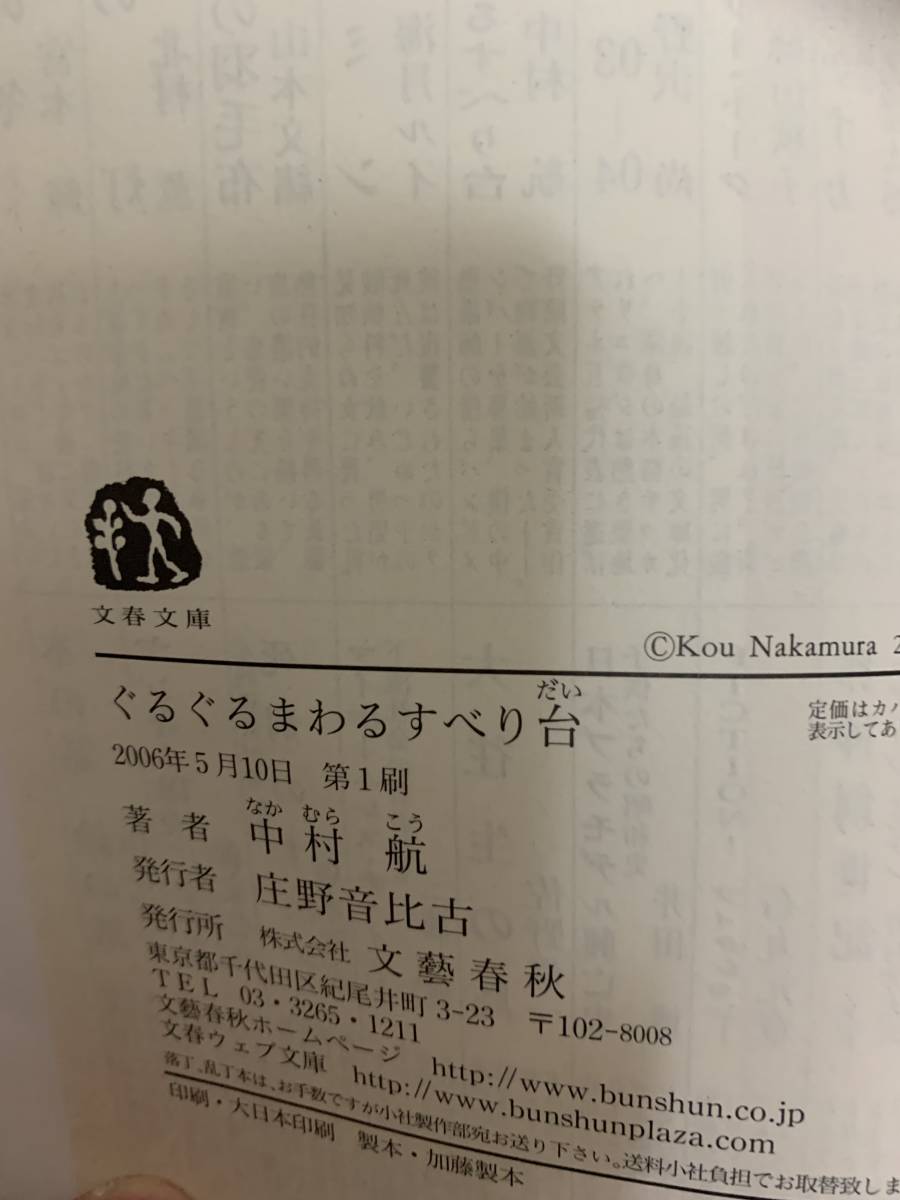 文春文庫
©Kou Nakamura 2
定価はカバ
表示してあ
だい
ぐるぐるまわるすべり台
2006年5月10日 第1刷
なか むら こう
著者 中村 航
発行者 庄野音比古
発行所 株式会社 文藝春秋
東京都千代田区紀尾井町 3-23 〒102-8008
TEL 03・3265・1211
文藝春秋ホームページ http://www.bunshun.co.jp
文春ウェブ文庫 http://www.bunshunplaza.com
落丁、乱丁本は、お手数ですが小社製作部宛お送り下さい。送料小社負担でお取替致しま
印刷・大日本印刷 製本・加藤製本